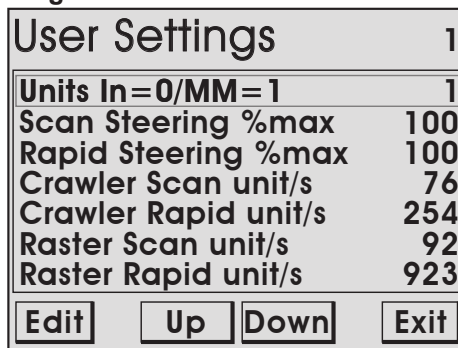 User Settings 1
Units In=0/MM=1 1
Scan Steering %max 100
Rapid Steering %max 100
Crawler Scan unit/s 76
Crawler Rapid unit/s 254
Raster Scan unit/s 92
Raster Rapid unit/s 923
Edit Up Down Exit